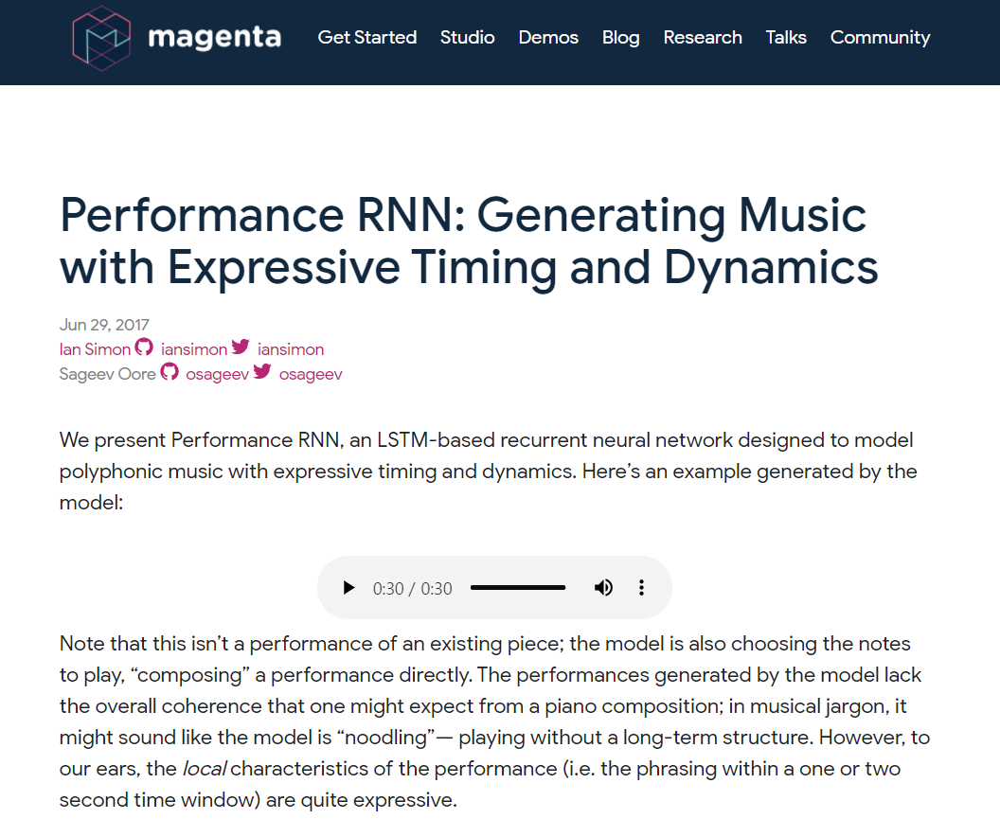 magenta Get Started Studio Demos Blog Research Talks Community
Performance RNN: Generating Music
with Expressive Timing and Dynamics
Jun 29, 2017
Ian Simon iansimon iansimon
Sageev Oore osageev osageev
We present Performance RNN, an LSTM-based recurrent neural network designed to model
polyphonic music with expressive timing and dynamics. Here’s an example generated by the
model:
0:30 / 0:30
Note that this isn’t a performance of an existing piece; the model is also choosing the notes
to play, “composing” a performance directly. The performances generated by the model lack
the overall coherence that one might expect from a piano composition; in musical jargon, it
might sound like the model is “noodling”— playing without a long-term structure. However, to
our ears, the local characteristics of the performance (i.e. the phrasing within a one or two
second time window) are quite expressive.